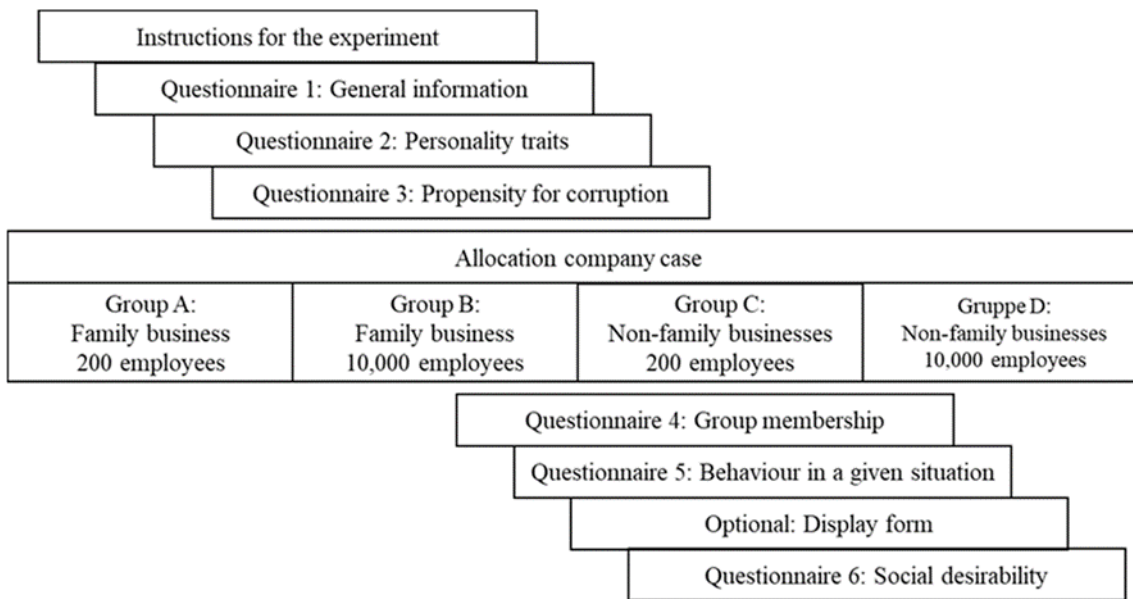 Instructions for the experiment
Questionnaire 1: General information
Questionnaire 2: Personality traits
Questionnaire 3: Propensity for corruption
Allocation company case
Group A:
Family business
200 employees
Group B:
Family business
10,000 employees
Group C:
Non-family businesses
200 employees
Gruppe D:
Non-family businesses
10,000 employees
Questionnaire 4: Group membership
Questionnaire 5: Behaviour in a given situation
Optional: Display form
Questionnaire 6: Social desirability